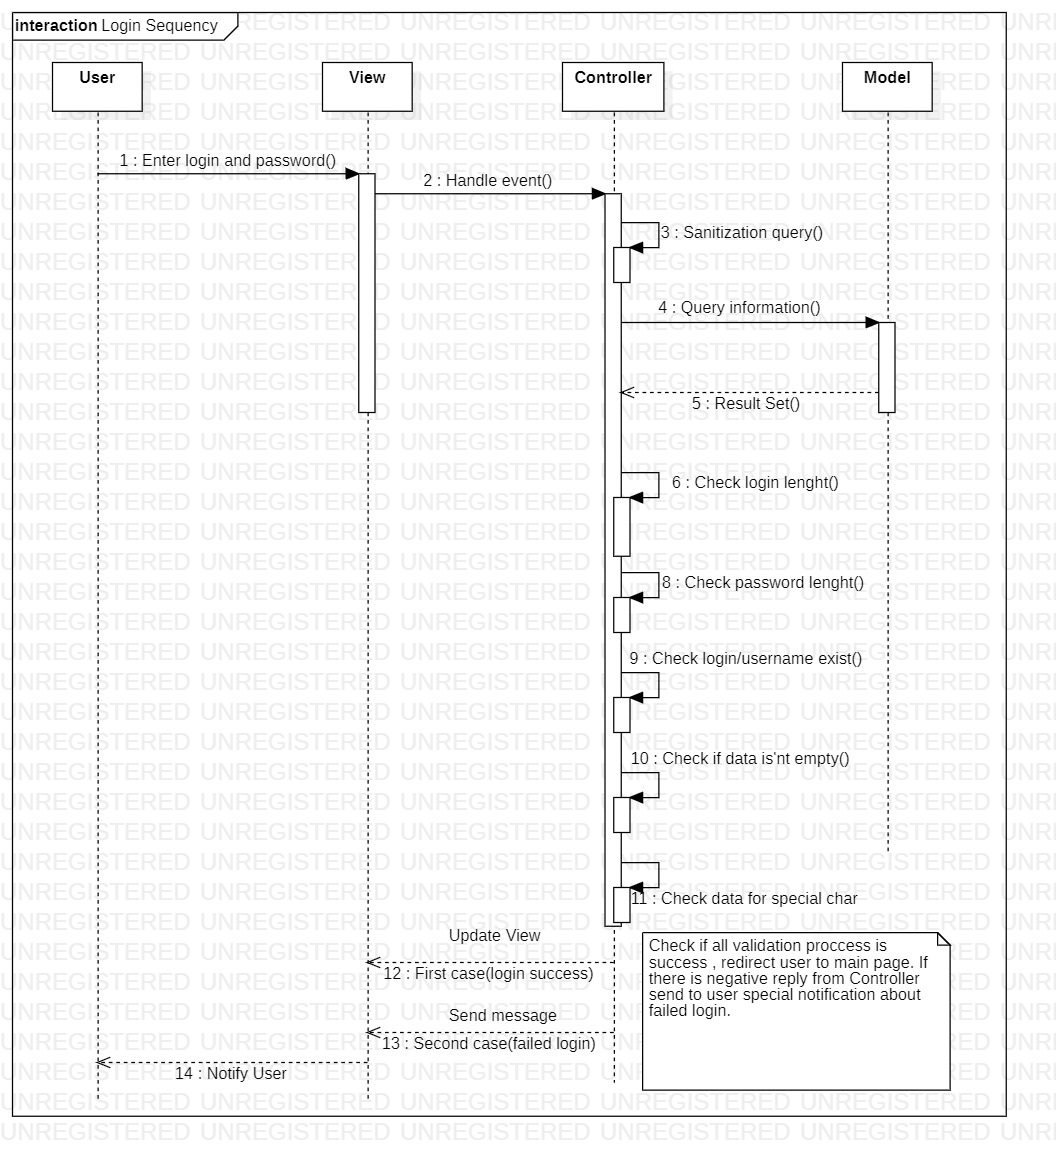 interaction Login Sequency
User
View
Controller
Model
1 : Enter login and password()
2 : Handle event()
3 : Sanitization query()
4 : Query information()
5 : Result Set()
6 : Check login lenght()
8 : Check password lenght()
9 : Check login/username exist()
10 : Check if data is'nt empty()
11 : Check data for special char
Update View
12 : First case(login success)
Send message
13 : Second case(failed login)
14 : Notify User
Check if all validation proccess is
success , redirect user to main page. If
there is negative reply from Controller
send to user special notification about
failed login.
UNREGISTERED